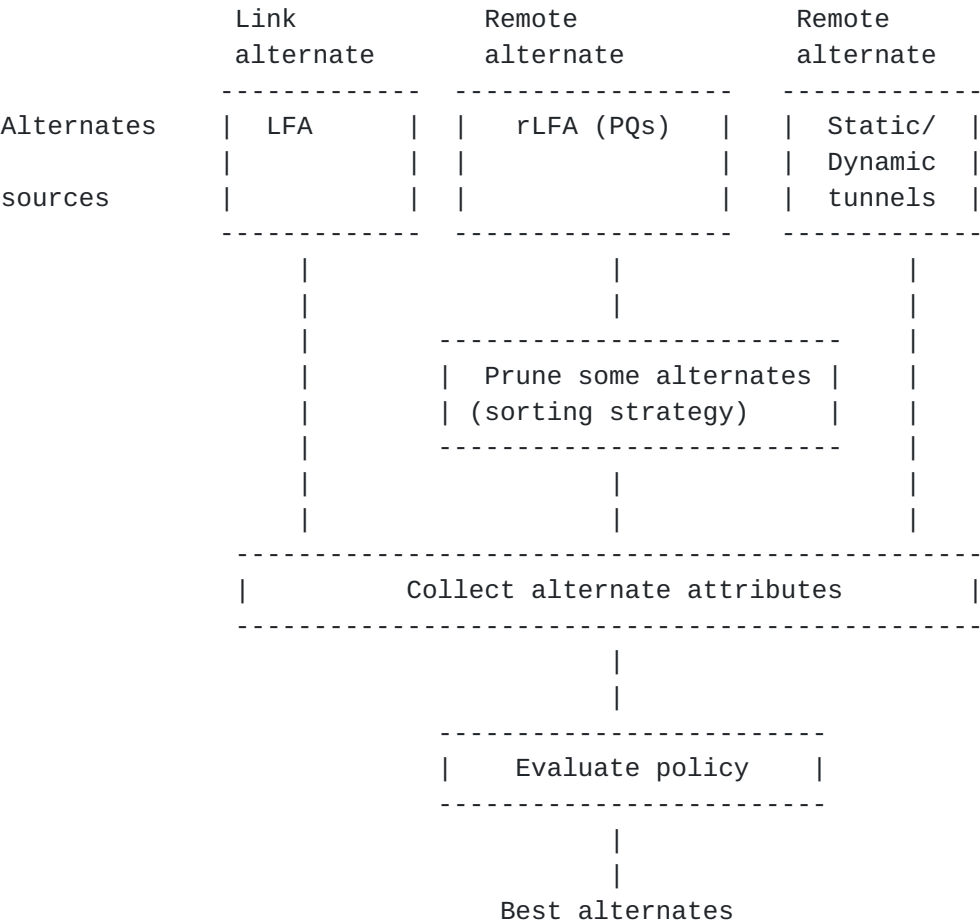 Link Remote Remote
alternate alternate alternate
Alternates LFA rLFA (PQs) Static/
Dynamic
sources tunnels
Prune some alternates
(sorting strategy)
Collect alternate attributes
Evaluate policy
Best alternates